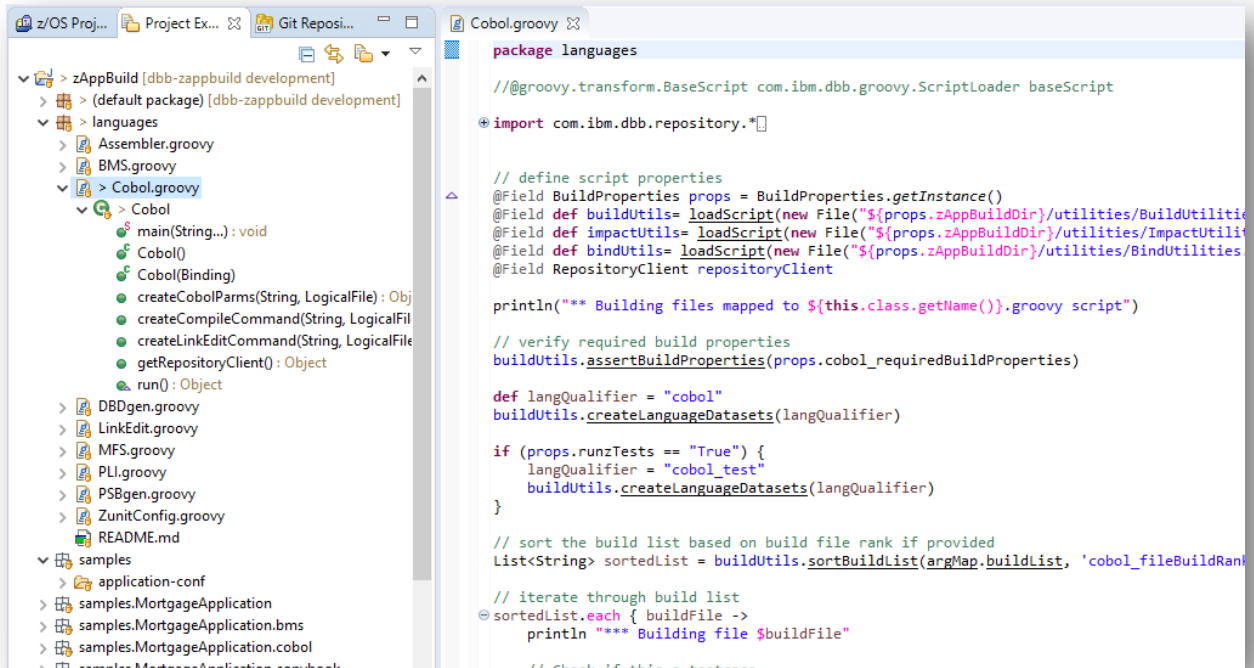 z/OS Proj...
Project Ex...
Git Reposi...
> zAppBuild [dbb-zappbuild development]
> (default package) [dbb-zappbuild development]
> languages
Assembler.groovy
BMS.groovy
> Cobol.groovy
> Cobol
main(String...) : void
Cobol()
Cobol(Binding)
createCobolParms(String, LogicalFile) : Obj
createCompileCommand(String, LogicalFil
createLinkEditCommand(String, LogicalFile
getRepositoryClient() : Object
run() : Object
DBDgen.groovy
LinkEdit.groovy
MFS.groovy
PLI.groovy
PSBgen.groovy
ZunitConfig.groovy
README.md
samples
application-conf
samples.MortgageApplication
samples.MortgageApplication.bms
samples.MortgageApplication.cobol
samples.MortgageApplication.copybook
Cobol.groovy
package languages
//@groovy.transform.BaseScript com.ibm.dbb.groovy.ScriptLoader baseScript
import com.ibm.dbb.repository.*
// define script properties
@Field BuildProperties props = BuildProperties.getInstance()
@Field def buildUtils= loadScript(new File("${props.zAppBuildDir}/utilities/BuildUtilitie
@Field def impactUtils= loadScript(new File("${props.zAppBuildDir}/utilities/ImpactUtilit
@Field def bindUtils= loadScript(new File("${props.zAppBuildDir}/utilities/BindUtilities.
@Field RepositoryClient repositoryClient
println("** Building files mapped to ${this.class.getName()}.groovy script")
// verify required build properties
buildUtils.assertBuildProperties(props.cobol_requiredBuildProperties)
def langQualifier = "cobol"
buildUtils.createLanguageDatasets(langQualifier)
if (props.runzTests == "True") {
langQualifier = "cobol_test"
buildUtils.createLanguageDatasets(langQualifier)
}
// sort the build list based on build file rank if provided
List<String> sortedList = buildUtils.sortBuildList(argMap.buildList, 'cobol_fileBuildRank
// iterate through build list
sortedList.each { buildFile ->
println "*** Building file $buildFile"
// Check if this a testcase